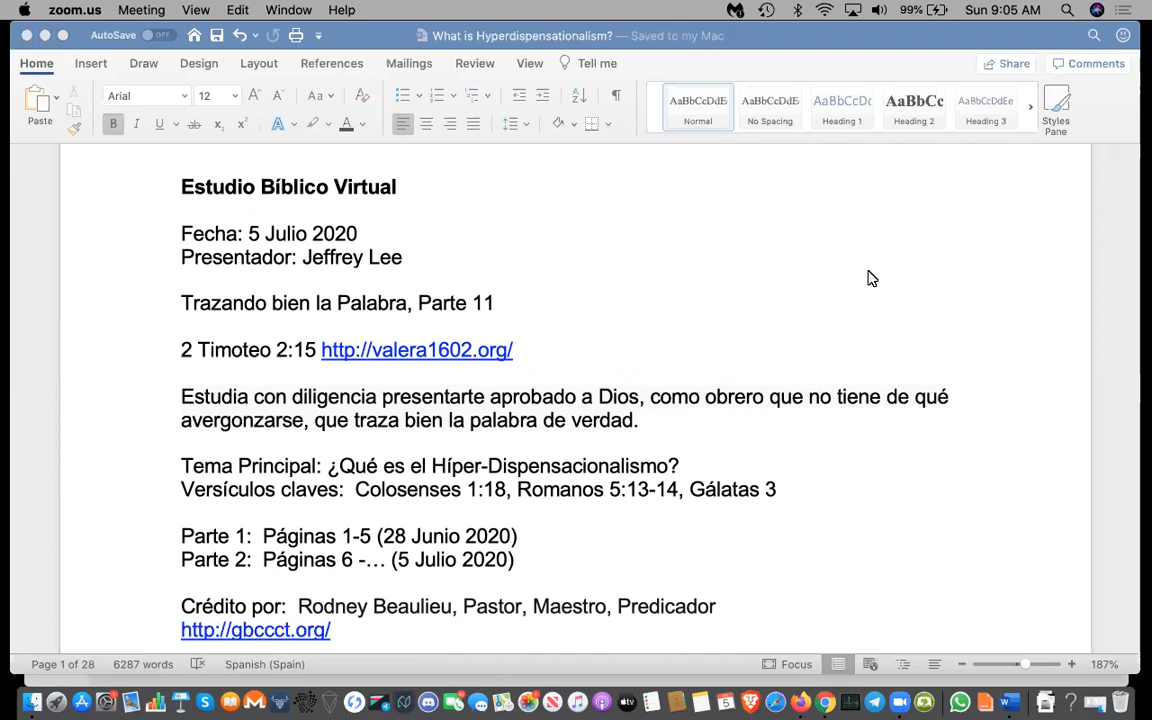 zoom.us Meeting View Edit Window Help 99% Sun 9:05 AM
AutoSave OFF What is Hyperdispensationalism? — Saved to my Mac
Home Insert Draw Design Layout References Mailings Review View Tell me Share Comments
Paste Arial 12 AaBbCcDdEe Normal AaBbCcDdEe No Spacing AaBbCcDc Heading 1 AaBbCc Heading 2 AaBbCcDdEe Heading 3 Styles Pane
Estudio Bíblico Virtual
Fecha: 5 Julio 2020
Presentador: Jeffrey Lee
Trazando bien la Palabra, Parte 11
2 Timoteo 2:15 http://valera1602.org/
Estudia con diligencia presentarte aprobado a Dios, como obrero que no tiene de qué
avergonzarse, que traza bien la palabra de verdad.
Tema Principal: ¿Qué es el Híper-Dispensacionalismo?
Versículos claves: Colosenses 1:18, Romanos 5:13-14, Gálatas 3
Parte 1: Páginas 1-5 (28 Junio 2020)
Parte 2: Páginas 6 -… (5 Julio 2020)
Crédito por: Rodney Beaulieu, Pastor, Maestro, Predicador
http://gbccct.org/
Page 1 of 28 6287 words Spanish (Spain) Focus 187%